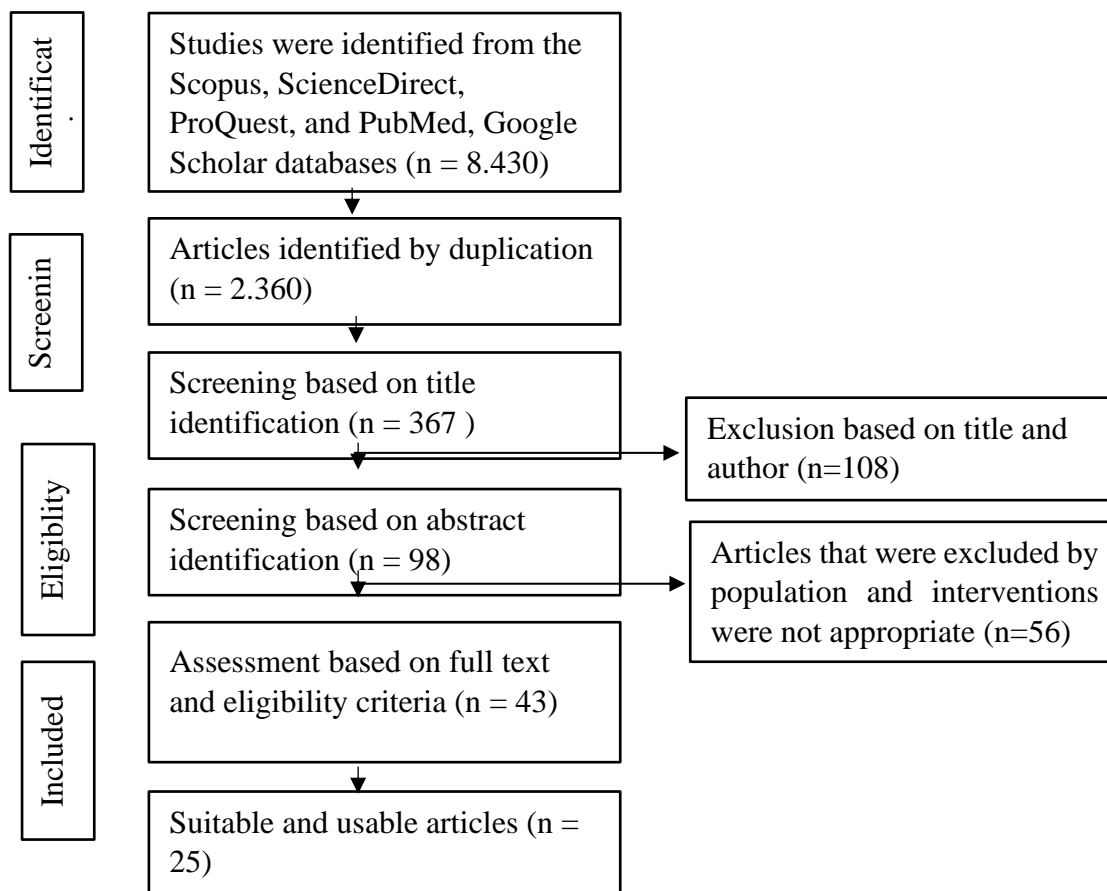 Identificat
.
Studies were identified from the
Scopus, ScienceDirect,
ProQuest, and PubMed, Google
Scholar databases (n = 8.430)
Screenin
Articles identified by duplication
(n = 2.360)
Screening based on title
identification (n = 367 )
Exclusion based on title and
author (n=108)
Eligiblity
Screening based on abstract
identification (n = 98)
Articles that were excluded by
population and interventions
were not appropriate (n=56)
Included
Assessment based on full text
and eligibility criteria (n = 43)
Suitable and usable articles (n =
25)